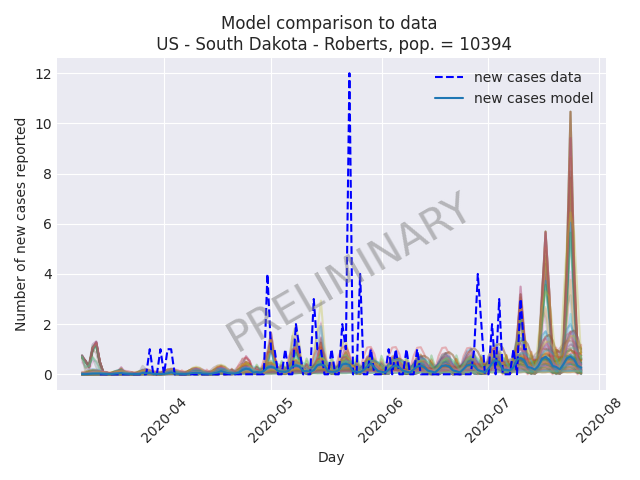 Model comparison to data
US - South Dakota - Roberts, pop. = 10394
new cases data
new cases model
PRELIMINARY
Number of new cases reported
12
10
8
6
4
2
0
2020-04
2020-05
2020-06
2020-07
2020-08
Day